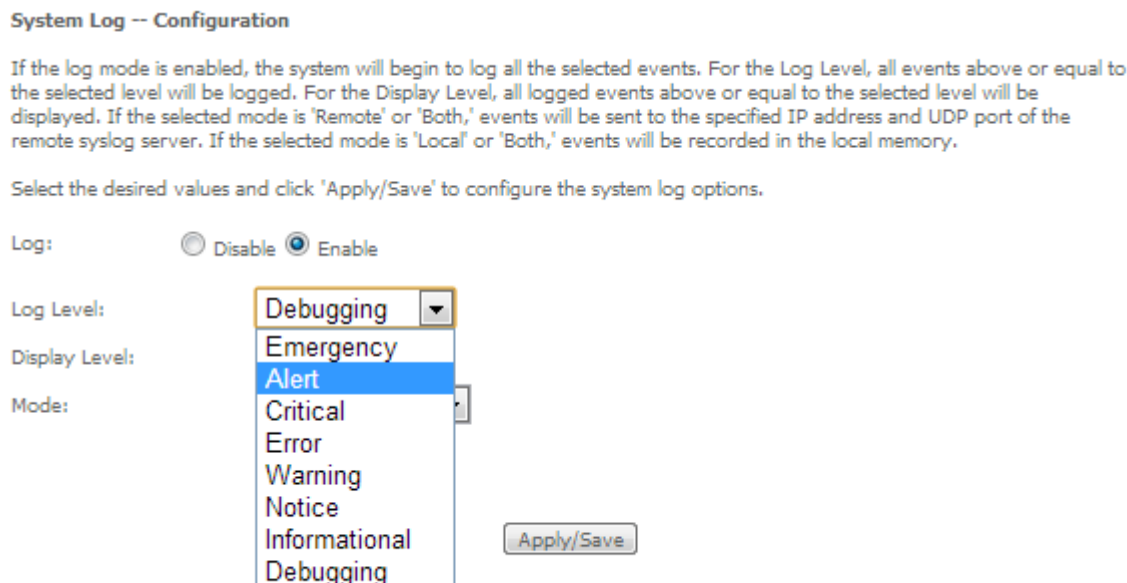 System Log -- Configuration
If the log mode is enabled, the system will begin to log all the selected events. For the Log Level, all events above or equal to
the selected level will be logged. For the Display Level, all logged events above or equal to the selected level will be
displayed. If the selected mode is 'Remote' or 'Both,' events will be sent to the specified IP address and UDP port of the
remote syslog server. If the selected mode is 'Local' or 'Both,' events will be recorded in the local memory.
Select the desired values and click 'Apply/Save' to configure the system log options.
Log: Disable Enable
Log Level: Debugging
Emergency
Display Level:
Alert
Mode:
Critical
Error
Warning
Notice
Informational
Apply/Save
Debugging